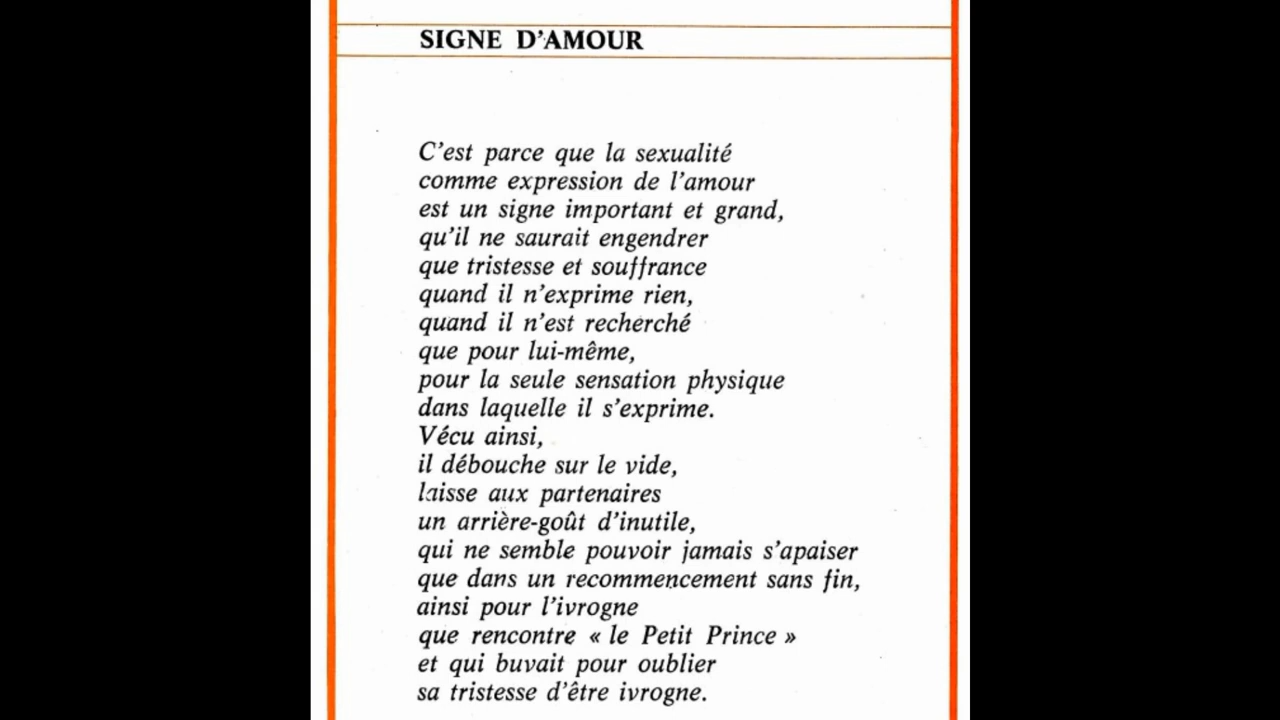 SIGNE D'AMOUR
C'est parce que la sexualité
comme expression de l'amour
est un signe important et grand,
qu'il ne saurait engendrer
que tristesse et souffrance
quand il n'exprime rien,
quand il n'est recherché
que pour lui-même,
pour la seule sensation physique
dans laquelle il s'exprime.
Vécu ainsi,
il débouche sur le vide,
laisse aux partenaires
un arrière-goût d'inutile,
qui ne semble pouvoir jamais s'apaiser
que dans un recommencement sans fin,
ainsi pour l'ivrogne
que rencontre « le Petit Prince »
et qui buvait pour oublier
sa tristesse d'être ivrogne.